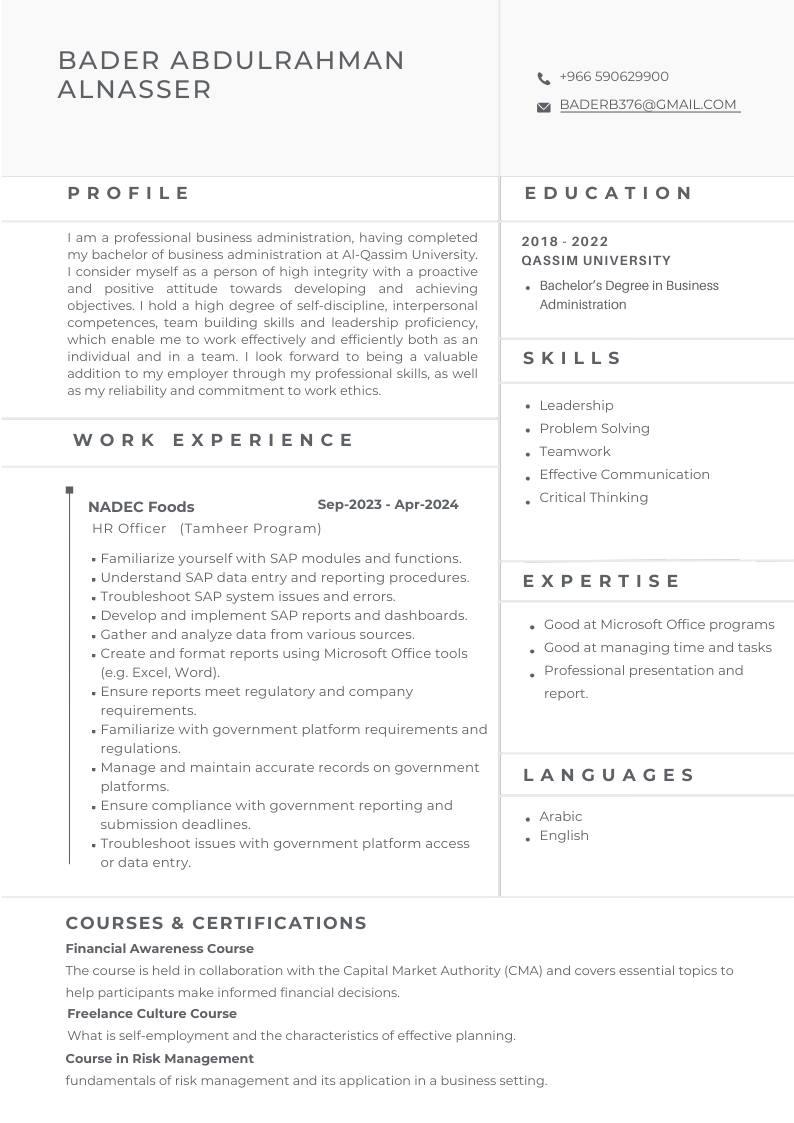 BADER ABDULRAHMAN
ALNASSER
+966 590629900
BADERB376@GMAIL.COM
PROFILE
I am a professional business administration, having completed
my bachelor of business administration at Al-Qassim University.
I consider myself as a person of high integrity with a proactive
and positive attitude towards developing and achieving
objectives. I hold a high degree of self-discipline, interpersonal
competences, team building skills and leadership proficiency,
which enable me to work effectively and efficiently both as an
individual and in a team. I look forward to being a valuable
addition to my employer through my professional skills, as well
as my reliability and commitment to work ethics.
WORK EXPERIENCE
NADEC Foods Sep-2023 - Apr-2024
HR Officer (Tamheer Program)
▪ Familiarize yourself with SAP modules and functions.
▪ Understand SAP data entry and reporting procedures.
▪ Troubleshoot SAP system issues and errors.
▪ Develop and implement SAP reports and dashboards.
▪ Gather and analyze data from various sources.
▪ Create and format reports using Microsoft Office tools
(e.g. Excel, Word).
▪ Ensure reports meet regulatory and company
requirements.
▪ Familiarize with government platform requirements and
regulations.
▪ Manage and maintain accurate records on government
platforms.
▪ Ensure compliance with government reporting and
submission deadlines.
▪ Troubleshoot issues with government platform access
or data entry.
EDUCATION
2018 - 2022
QASSIM UNIVERSITY
• Bachelor's Degree in Business
Administration
SKILLS
• Leadership
• Problem Solving
• Teamwork
• Effective Communication
• Critical Thinking
EXPERTISE
• Good at Microsoft Office programs
• Good at managing time and tasks
• Professional presentation and
report.
LANGUAGES
• Arabic
• English
COURSES & CERTIFICATIONS
Financial Awareness Course
The course is held in collaboration with the Capital Market Authority (CMA) and covers essential topics to
help participants make informed financial decisions.
Freelance Culture Course
What is self-employment and the characteristics of effective planning.
Course in Risk Management
fundamentals of risk management and its application in a business setting.